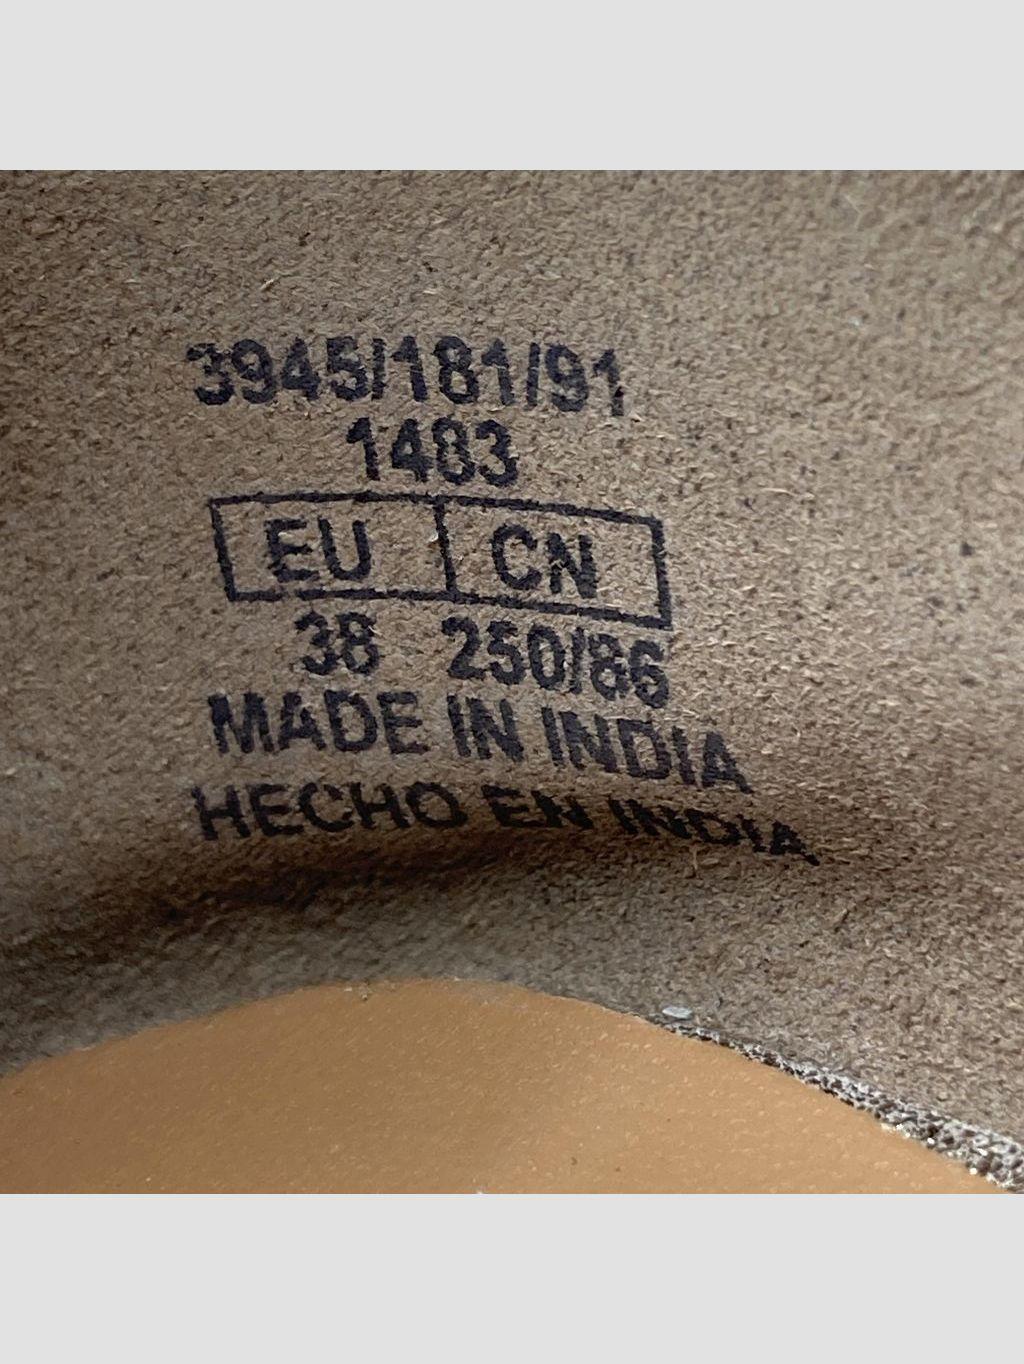 3945/181/91
1483
EU CN
38 250/86
MADE IN INDIA
HECHO EN INDIA